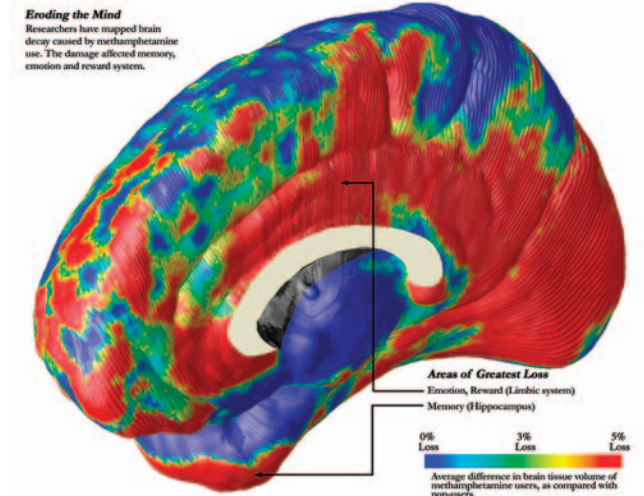 Eroding the Mind
Researchers have mapped brain
decay caused by methamphetamine
use. The damage affected memory,
emotion and reward system.
Areas of Greatest Loss
Emotion, Reward (Limbic system)
Memory (Hippocampus)
0% Loss 3% Loss 5% Loss
Average difference in brain tissue volume of
methamphetamine users, as compared with
non-users.